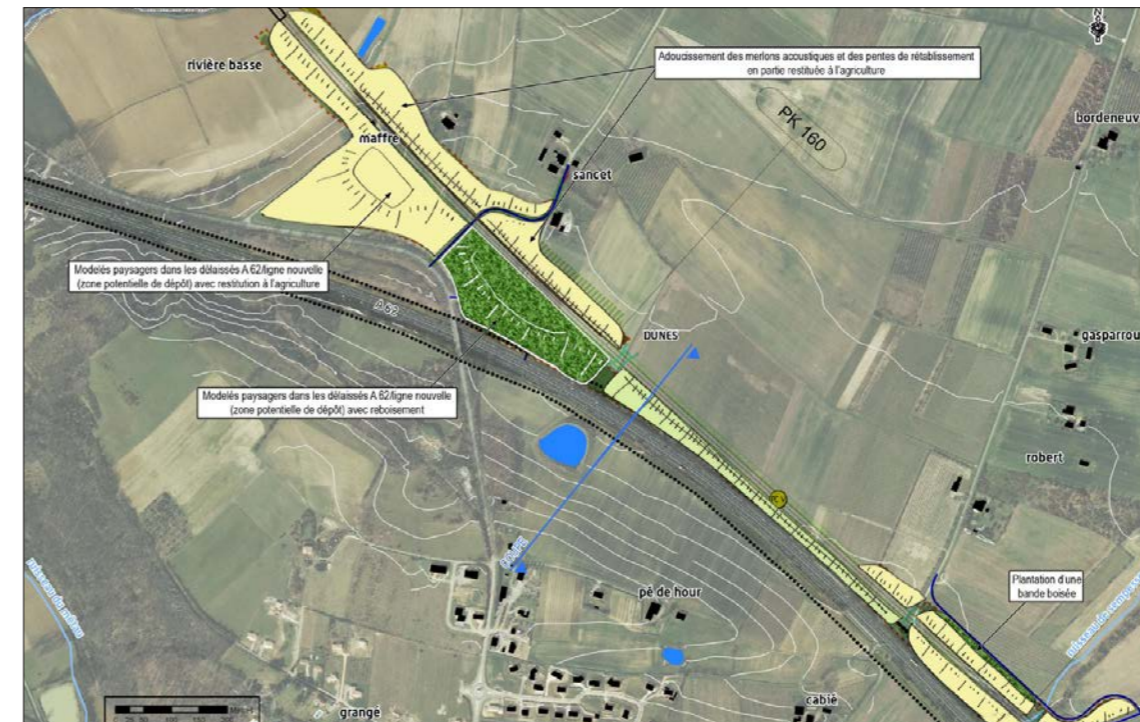 rivière basse
Adoucissement des merlons acoustiques et des pentes de rétablissement
en partie restituée à l'agriculture
PK 160
maffre
sancet
Modelés paysagers dans les délaissés A 62/ligne nouvelle
(zone potentielle de dépôt) avec restitution à l'agriculture
A 62
DUNES
gasparrou
Modelés paysagers dans les délaissés A 62/ligne nouvelle
(zone potentielle de dépôt) avec reboisement
robert
COUPE
Plantation d'une
bande boisée
pé de hour
grangé
cabié